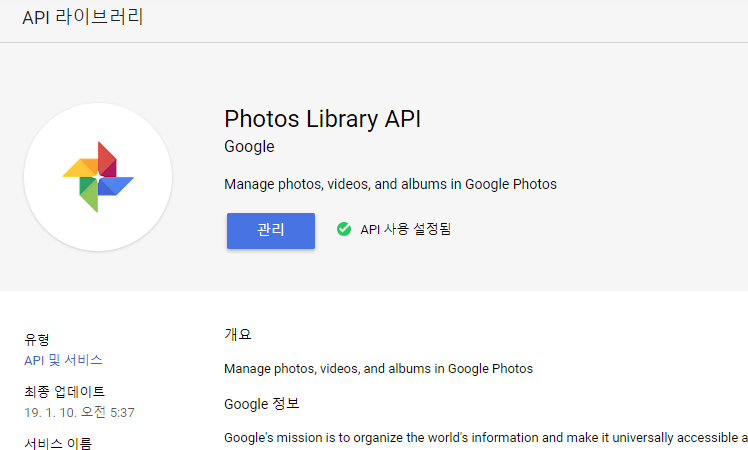 API 라이브러리
Photos Library API
Google
Manage photos, videos, and albums in Google Photos
관리
API 사용 설정됨
유형
API 및 서비스
최종 업데이트
19. 1. 10. 오전 5:37
서비스 이름
개요
Manage photos, videos, and albums in Google Photos
Google 정보
Google's mission is to organize the world's information and make it universally accessible a